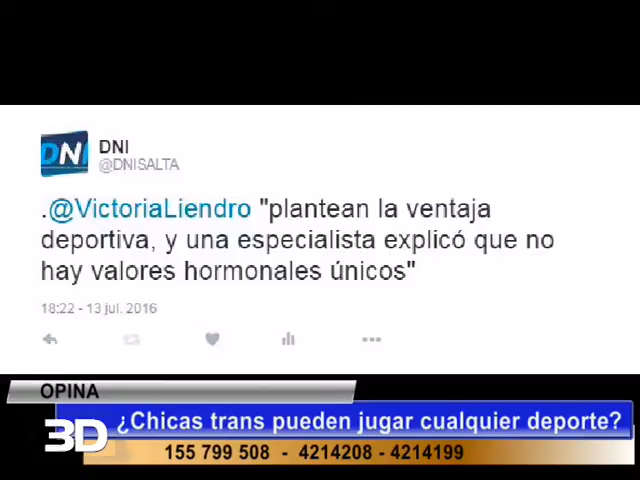 DNI
DNI
@DNISALTA
.@VictoriaLiendro "plantean la ventaja
deportiva, y una especialista explicó que no
hay valores hormonales únicos"
18:22 - 13 jul. 2016
OPINA
¿Chicas trans pueden jugar cualquier deporte?
3D
155 799 508 - 4214208 - 4214199